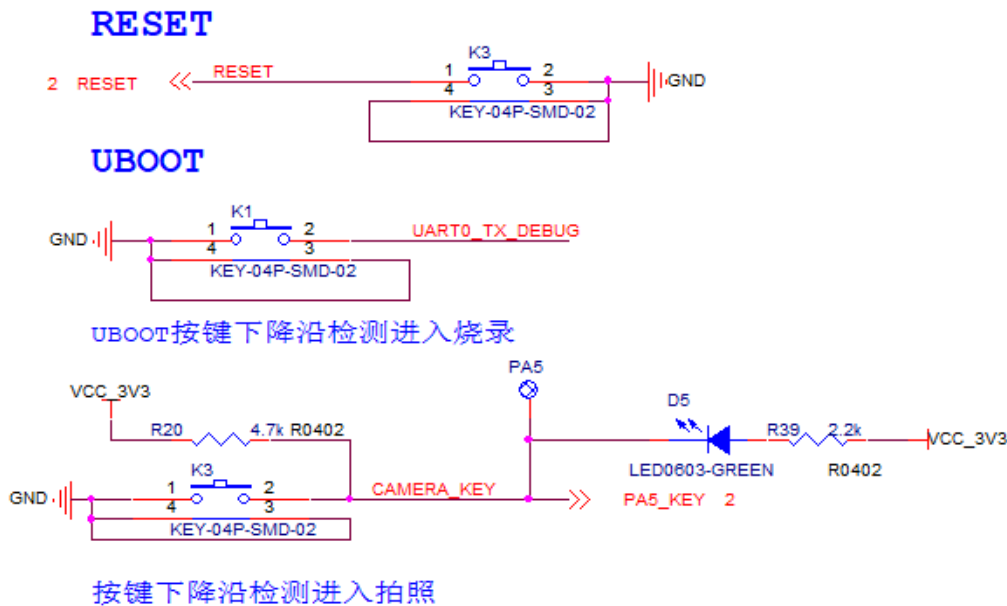 RESET
K3
2 RESET RESET 1 2 GND
4 3
KEY-04P-SMD-02
UBOOT
K1
GND 1 2 UART0_TX_DEBUG
4 3
KEY-04P-SMD-02
UBOOT按键下降沿检测进入烧录
PA5
VCC_3V3 D5
R20 4.7k R0402 R39 2.2k VCC_3V3
K3 LED0603-GREEN R0402
GND 1 2 CAMERA_KEY PA5_KEY 2
4 3
KEY-04P-SMD-02
按键下降沿检测进入拍照